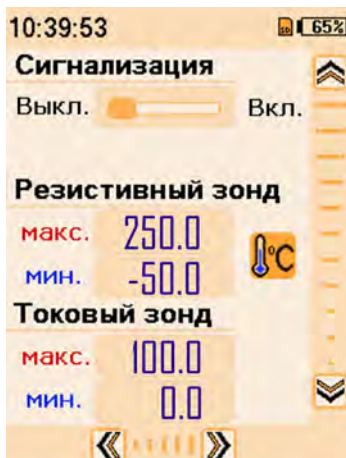 10:39:53 65%
Сигнализация
Выкл. Вкл.
Резистивный зонд
макс. 250.0
°C
мин. -50.0
Токовый зонд
макс. 100.0
мин. 0.0